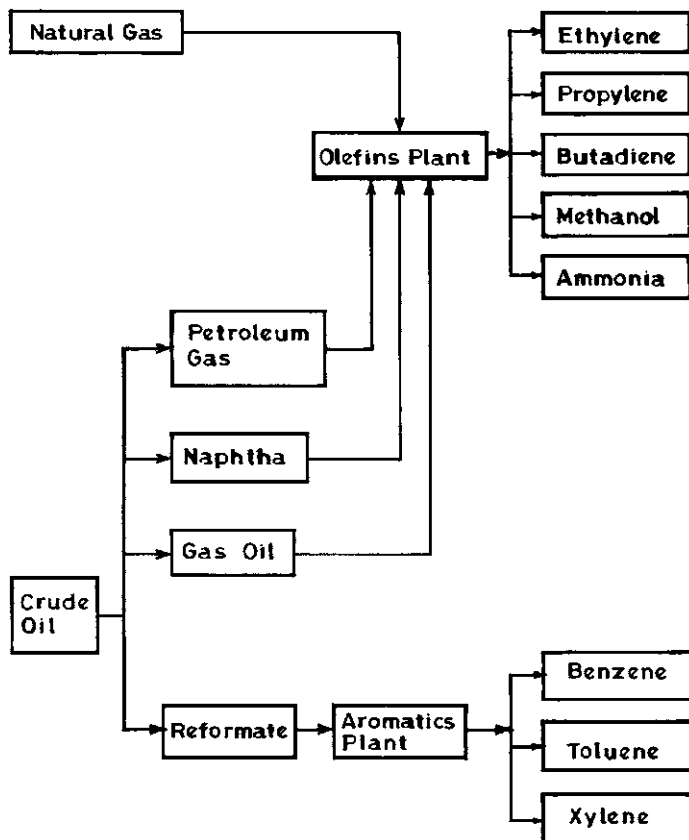 Natural Gas
Ethylene
Propylene
Olefins Plant
Butadiene
Methanol
Ammonia
Petroleum
Gas
Naphtha
Gas Oil
Crude
Oil
Reformate
Aromatics
Plant
Benzene
Toluene
Xylene